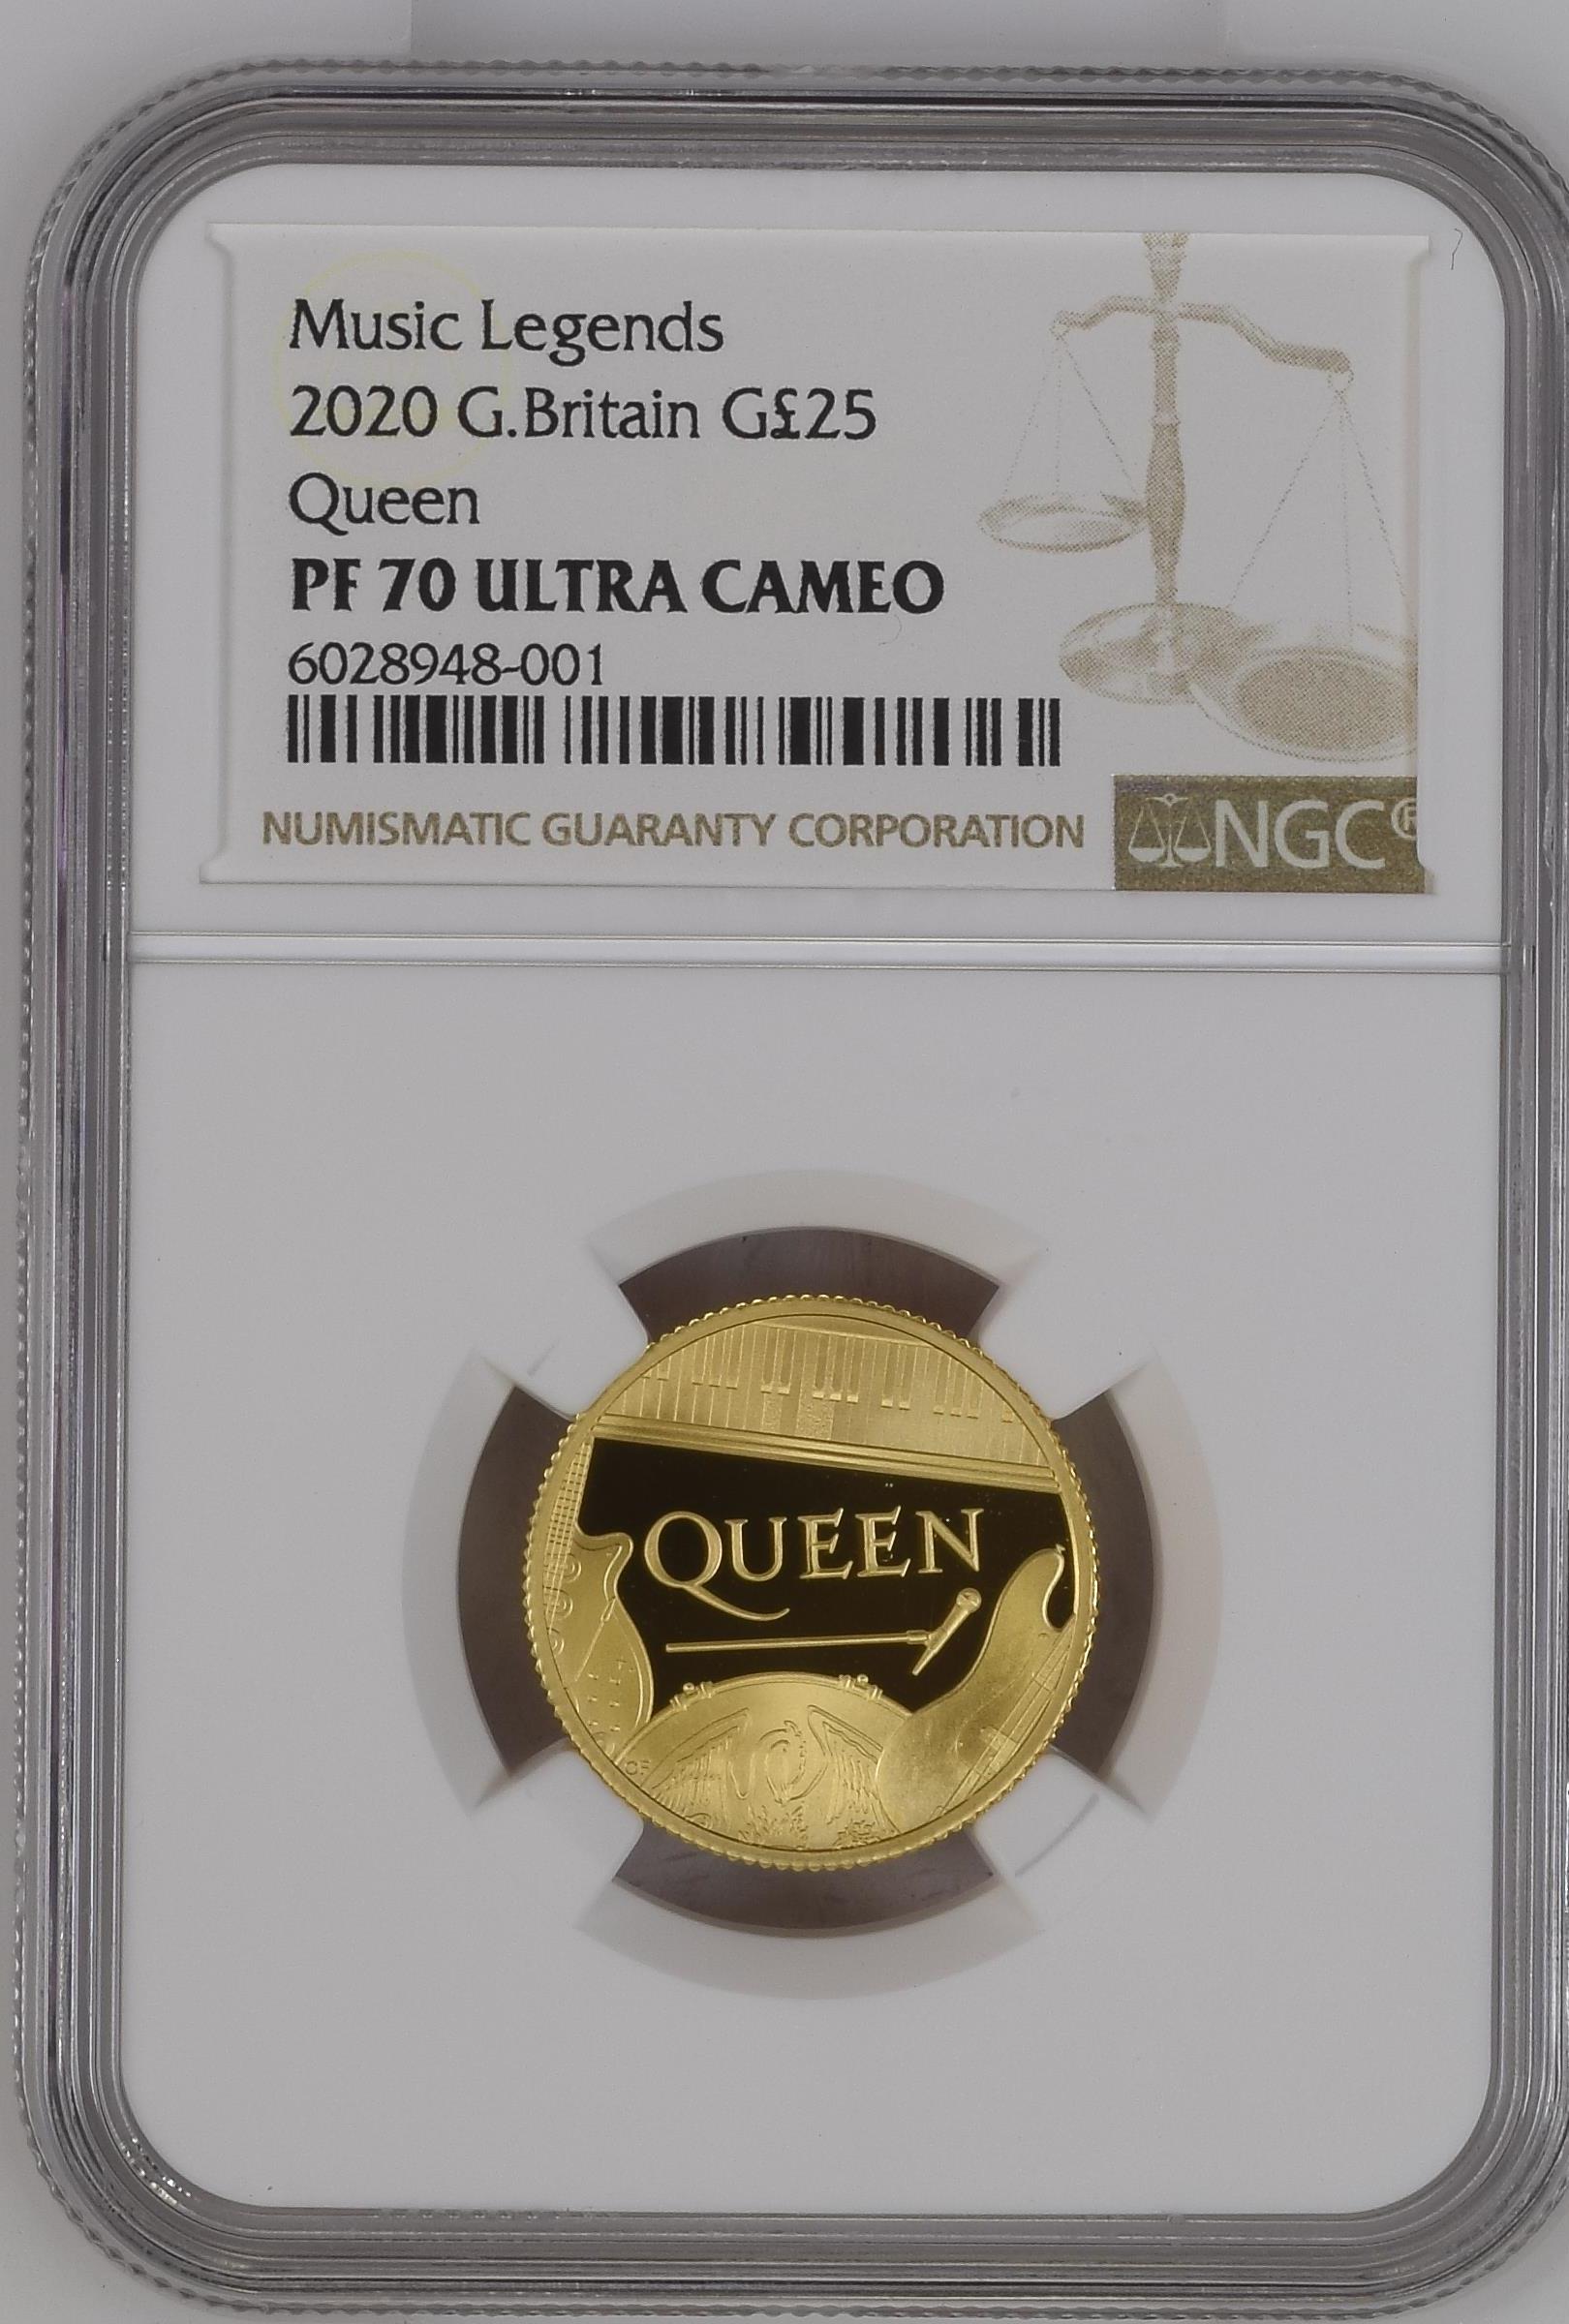 Music Legends
2020 G.Britain G£25
Queen
PF 70 ULTRA CAMEO
6028948-001
NUMISMATIC GUARANTY CORPORATION
NGC®
QUEEN